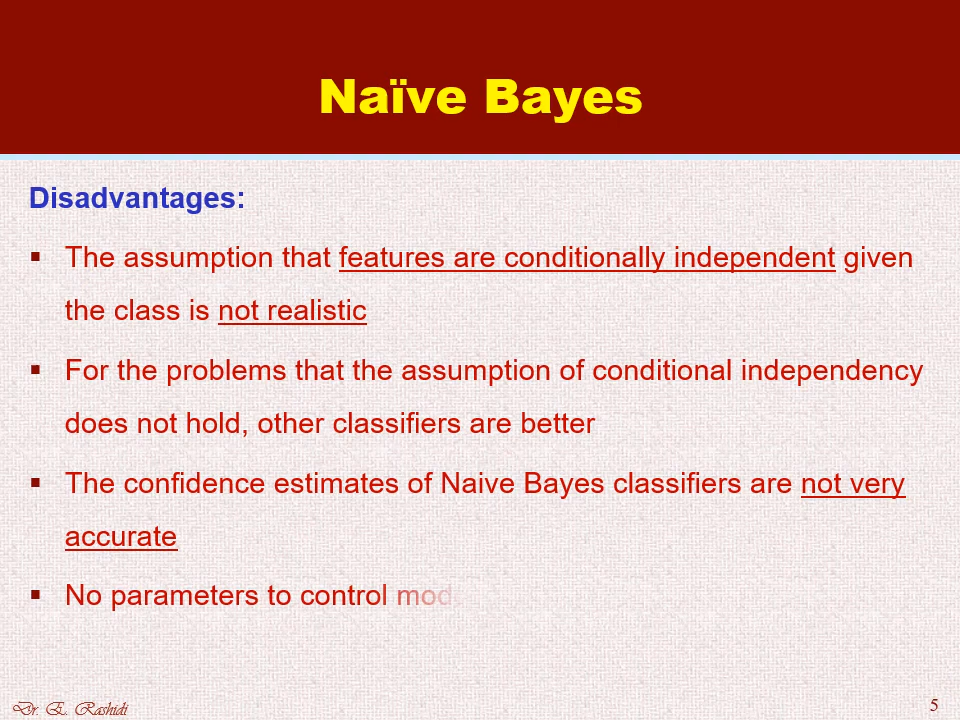 Naïve Bayes
Disadvantages:
▪ The assumption that features are conditionally independent given
the class is not realistic
▪ For the problems that the assumption of conditional independency
does not hold, other classifiers are better
▪ The confidence estimates of Naive Bayes classifiers are not very
accurate
▪ No parameters to control
Dr. E. Rashidi
5